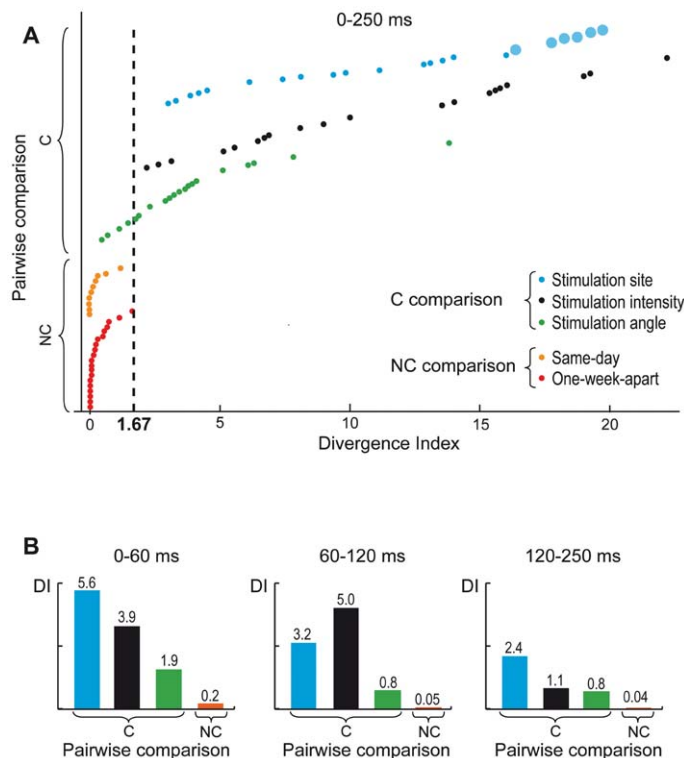 A
0-250 ms
Pairwise comparison
C
NC
C comparison
Stimulation site
Stimulation intensity
Stimulation angle
NC comparison
Same-day
One-week-apart
0 1.67 5 10 15 20
Divergence Index
B
0-60 ms
DI
5.6
3.9
1.9
0.2
C NC
Pairwise comparison
60-120 ms
DI
3.2
5.0
0.8
0.05
C NC
Pairwise comparison
120-250 ms
DI
2.4
1.1
0.8
0.04
C NC
Pairwise comparison